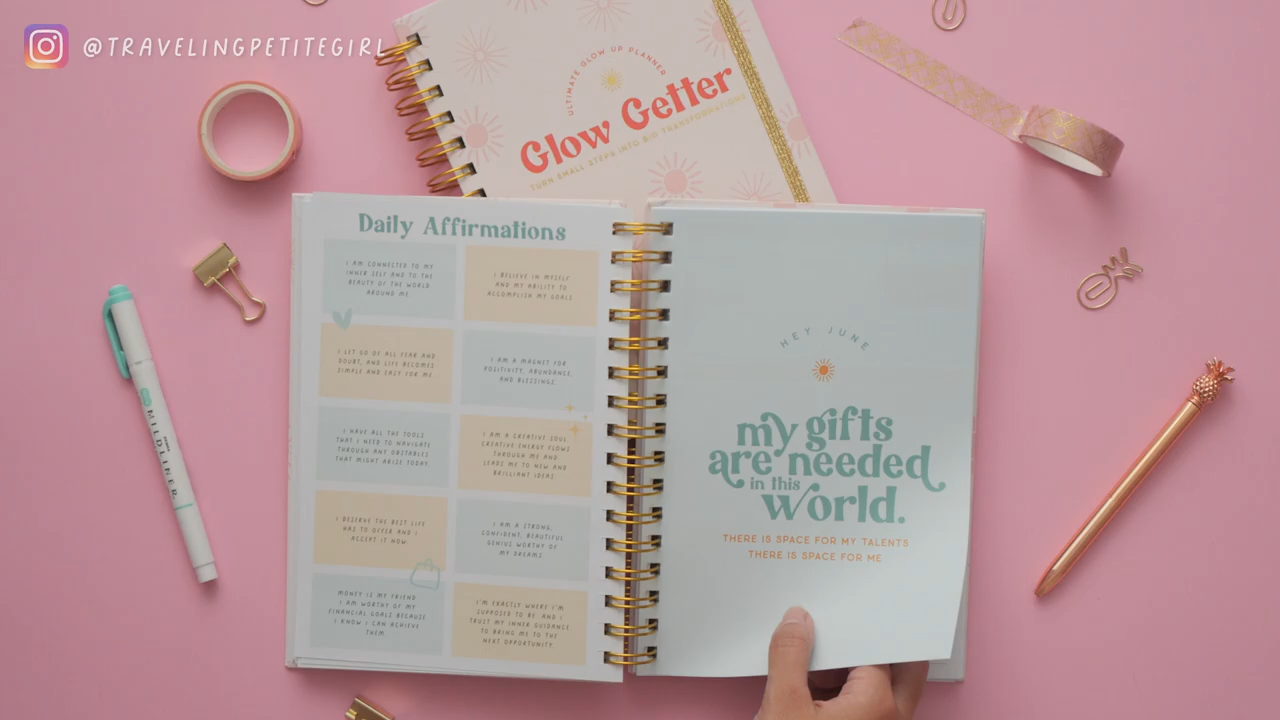 @TRAVELINGPETITEGIRL
ULTIMATE GLOW UP PLANNER
Glow Getter
TURN SMALL STEPS INTO BIG TRANSFORMATIONS
Daily Affirmations
I AM CONNECTED TO MY
INNER SELF AND TO THE
BEAUTY OF THE WORLD
AROUND ME.
I BELIEVE IN MYSELF
AND MY ABILITY TO
ACCOMPLISH MY GOALS
I LET GO OF ALL FEAR AND
DOUBT, AND LIFE BECOMES
SIMPLE AND EASY FOR ME.
I AM A MAGNET FOR
POSITIVITY, ABUNDANCE,
AND BLESSINGS.
I HAVE ALL THE TOOLS
THAT I NEED TO NAVIGATE
THROUGH ANY OBSTACLES
THAT MIGHT ARISE TODAY.
I AM A CREATIVE SOUL
CREATIVE ENERGY FLOWS
THROUGH ME AND
LEADS ME TO NEW AND
BRILLIANT IDEAS.
I DESERVE THE BEST LIFE
HAS TO OFFER AND I
ACCEPT IT NOW.
I AM A STRONG,
CONFIDENT, BEAUTIFUL
GENIUS WORTHY OF
MY DREAMS.
MONEY IS MY FRIEND
I AM WORTHY OF MY
FINANCIAL GOALS BECAUSE
I KNOW I CAN ACHIEVE
THEM.
I'M EXACTLY WHERE I'M
SUPPOSED TO BE AND I
TRUST MY INNER GUIDANCE
TO BRING ME TO THE
NEXT OPPORTUNITY.
HEY JUNE
my gifts
are needed
in this
world.
THERE IS SPACE FOR MY TALENTS
THERE IS SPACE FOR ME
MILDLINER